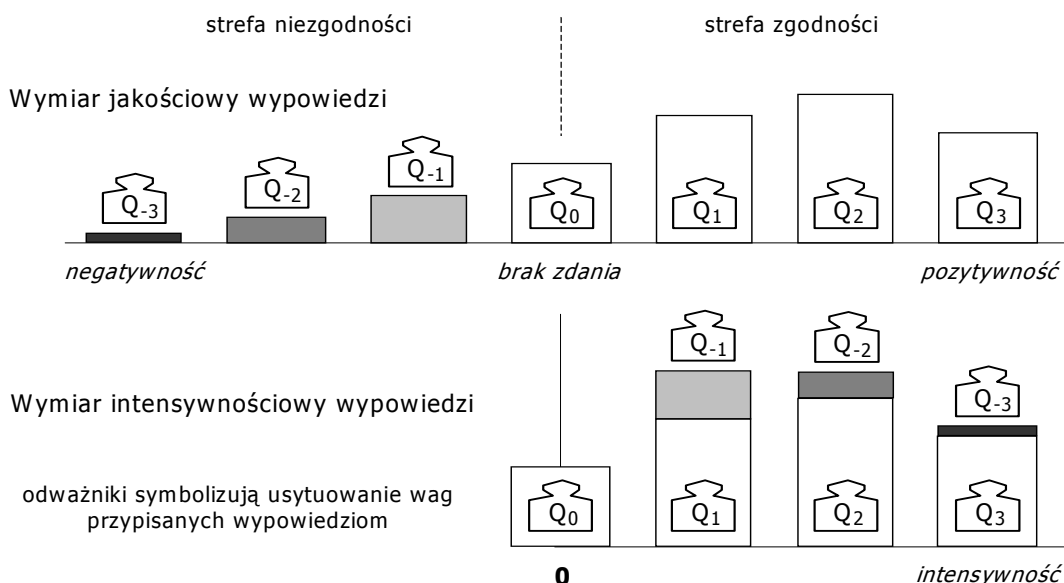 strefa niezgodności
strefa zgodności
Wymiar jakościowy wypowiedzi
Q-3
Q-2
Q-1
Q0
Q1
Q2
Q3
negatywność
brak zdania
pozytywność
Q-1
Q-2
Q-3
Wymiar intensywnościowy wypowiedzi
odważniki symbolizują usytuowanie wag
przypisanych wypowiedziom
Q0
Q1
Q2
Q3
0
intensywność